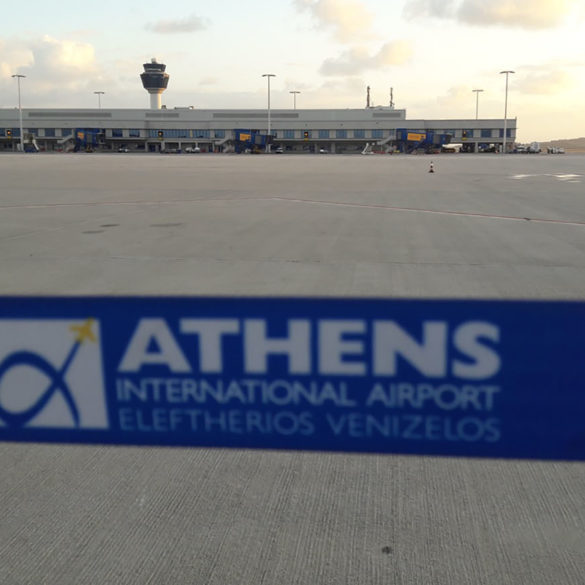 ATHENS
INTERNATIONAL AIRPORT
ELEFTHERIOS VENIZELOS